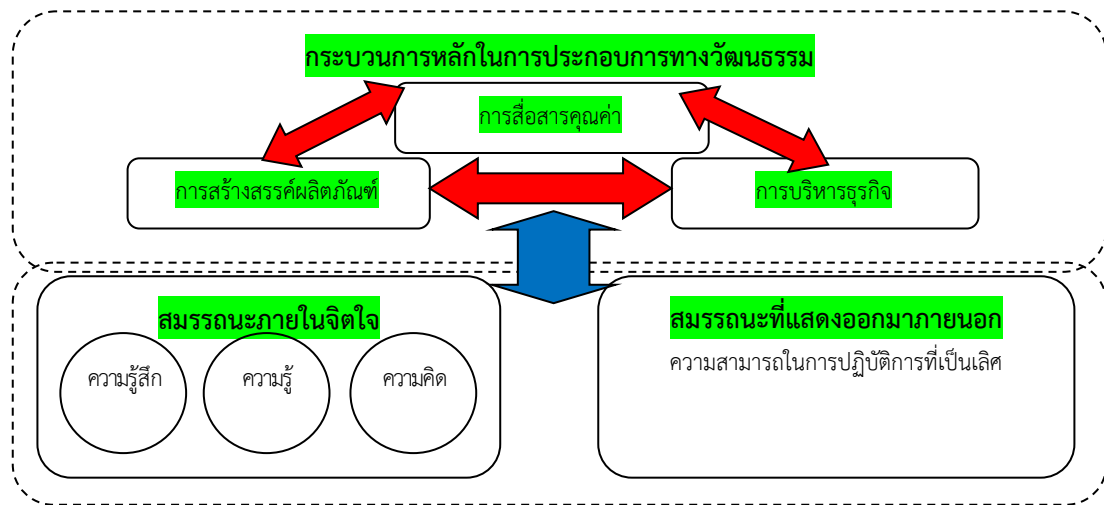 กระบวนการหลักในการประกอบการทางวัฒนธรรม
การสื่อสารคุณค่า
การสร้างสรรค์ผลิตภัณฑ์
การบริหารธุรกิจ
สมรรถนะภายในจิตใจ
ความรู้สึก
ความรู้
ความคิด
สมรรถนะที่แสดงออกมาภายนอก
ความสามารถในการปฏิบัติการที่เป็นเลิศ